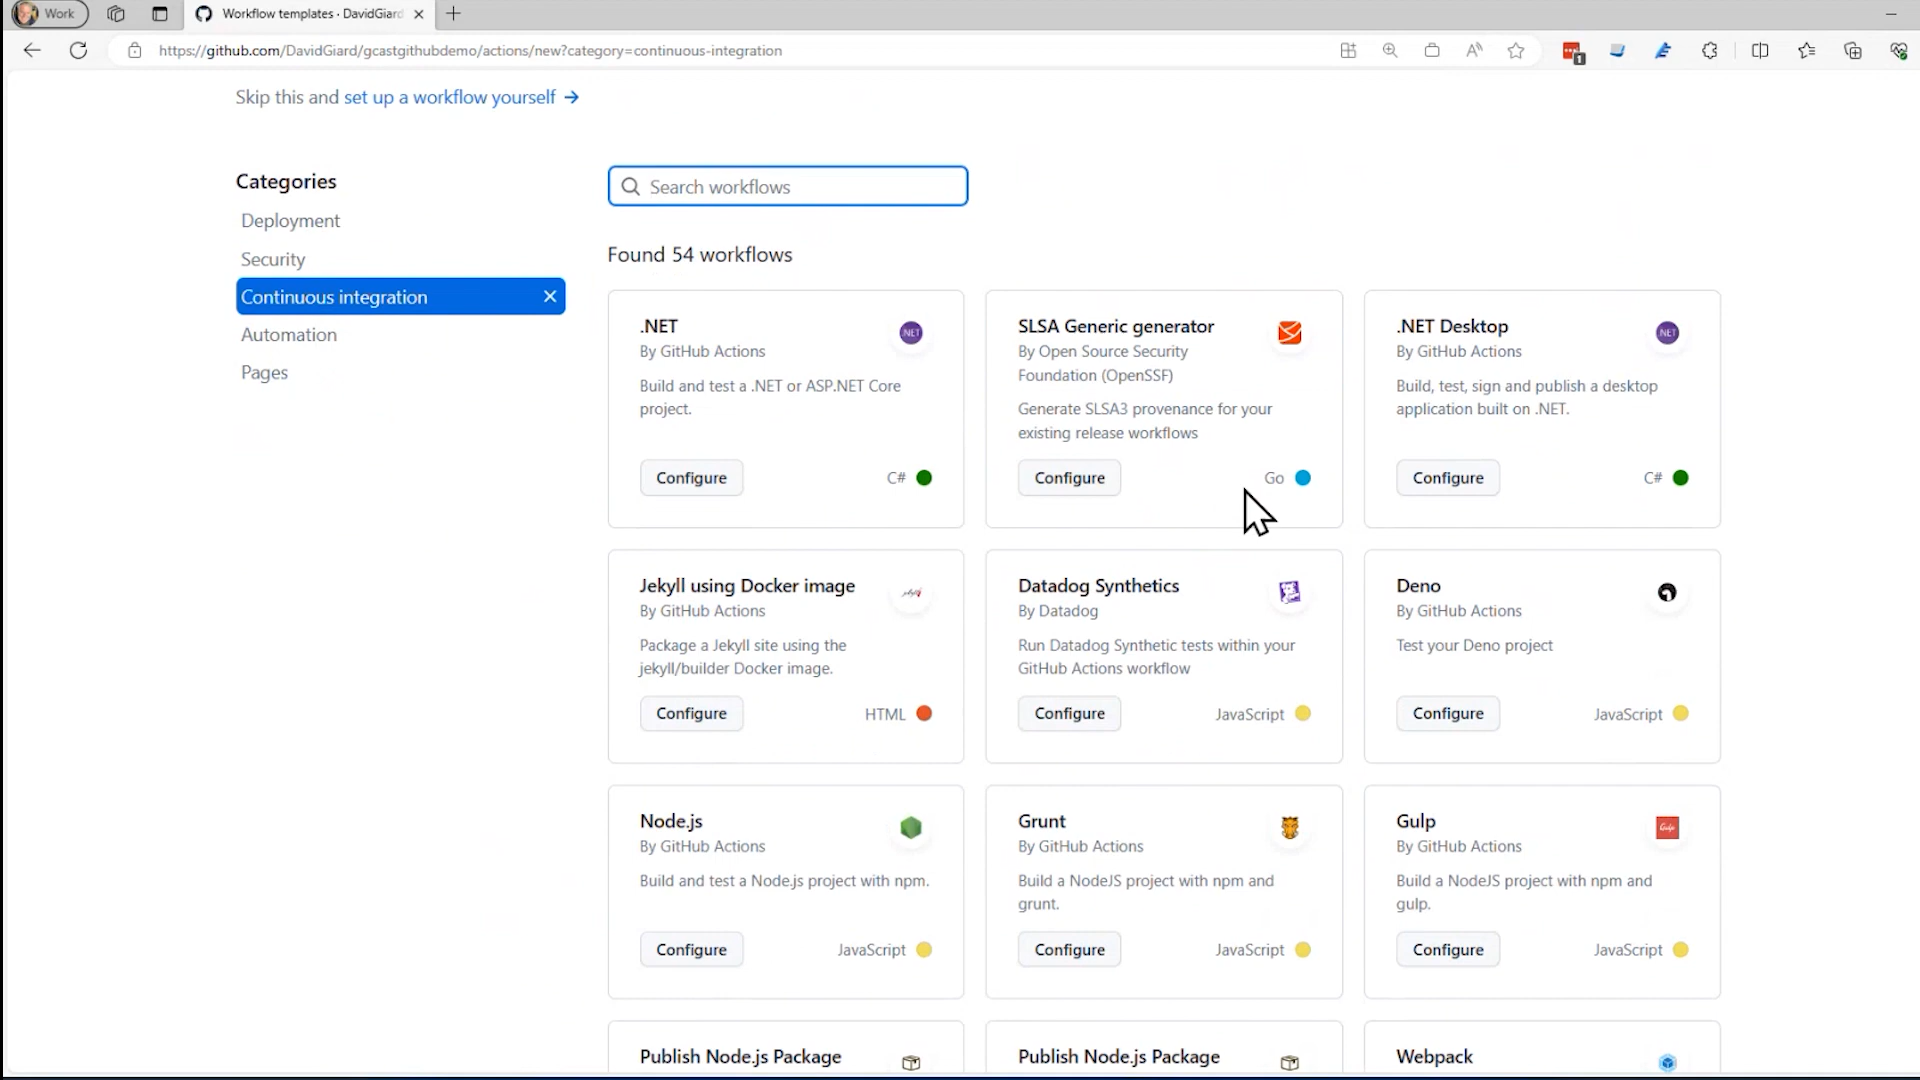 Work
Workflow templates · DavidGiard
https://github.com/DavidGiard/gcastgithubdemo/actions/new?category=continuous-integration
1
Skip this and set up a workflow yourself →
Categories
Deployment
Security
Continuous integration
Automation
Pages
Search workflows
Found 54 workflows
.NET
NET
By GitHub Actions
Build and test a .NET or ASP.NET Core
project.
Configure
C#
SLSA Generic generator
By Open Source Security
Foundation (OpenSSF)
Generate SLSA3 provenance for your
existing release workflows
Configure
Go
.NET Desktop
NET
By GitHub Actions
Build, test, sign and publish a desktop
application built on .NET.
Configure
C#
Jekyll using Docker image
By GitHub Actions
Package a Jekyll site using the
jekyll/builder Docker image.
Configure
HTML
Datadog Synthetics
By Datadog
Run Datadog Synthetic tests within your
GitHub Actions workflow
Configure
JavaScript
Deno
By GitHub Actions
Test your Deno project
Configure
JavaScript
Node.js
By GitHub Actions
Build and test a Node.js project with npm.
Configure
JavaScript
Grunt
By GitHub Actions
Build a NodeJS project with npm and
grunt.
Configure
JavaScript
Gulp
Gulp
By GitHub Actions
Build a NodeJS project with npm and
gulp.
Configure
JavaScript
Publish Node.js Package
Publish Node.js Package
Webpack